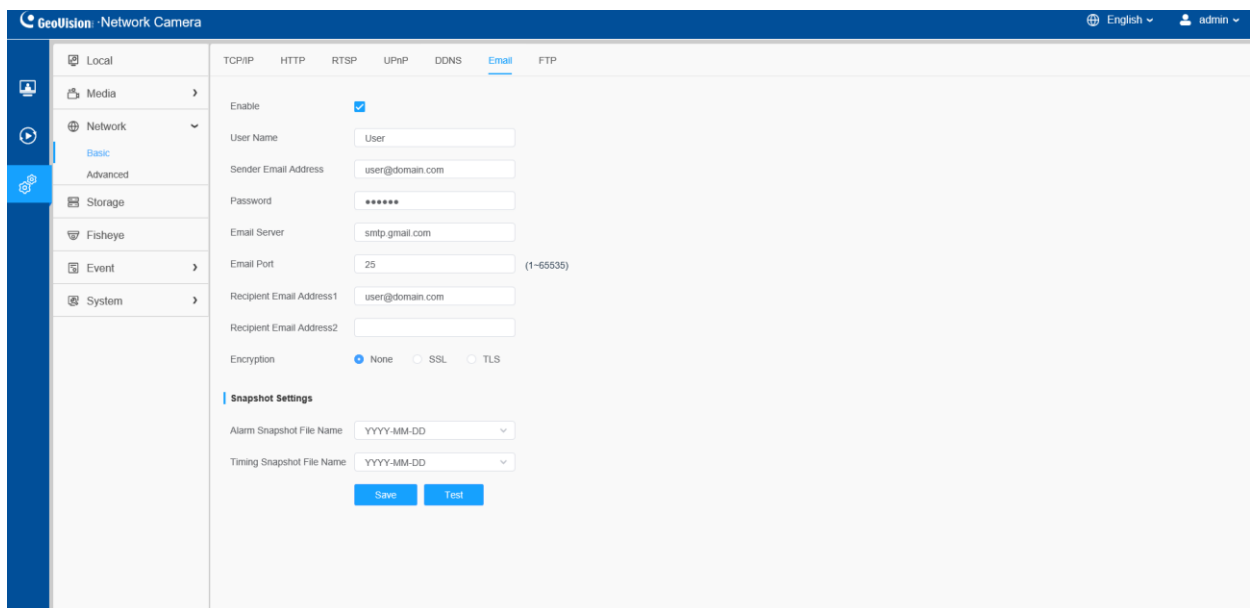 GeoVision: Network Camera
English
admin
Local
Media
Network
Basic
Advanced
Storage
Fisheye
Event
System
TCP/IP HTTP RTSP UPnP DDNS Email FTP
Enable
User Name User
Sender Email Address user@domain.com
Password ●●●●●●
Email Server smtp.gmail.com
Email Port 25 (1~65535)
Recipient Email Address1 user@domain.com
Recipient Email Address2
Encryption None SSL TLS
Snapshot Settings
Alarm Snapshot File Name YYYY-MM-DD
Timing Snapshot File Name YYYY-MM-DD
Save Test